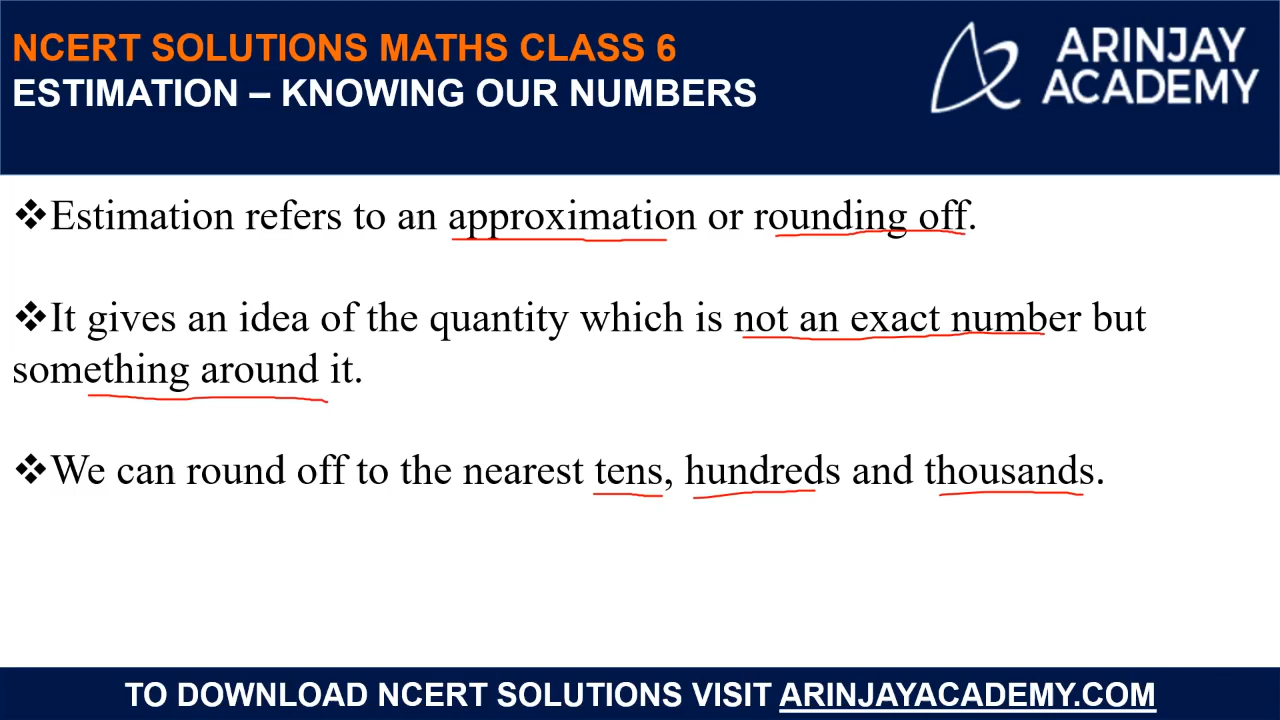 NCERT SOLUTIONS MATHS CLASS 6
ESTIMATION – KNOWING OUR NUMBERS
ARINJAY
ACADEMY
❖Estimation refers to an approximation or rounding off.
❖It gives an idea of the quantity which is not an exact number but
something around it.
❖We can round off to the nearest tens, hundreds and thousands.
TO DOWNLOAD NCERT SOLUTIONS VISIT ARINJAYACADEMY.COM